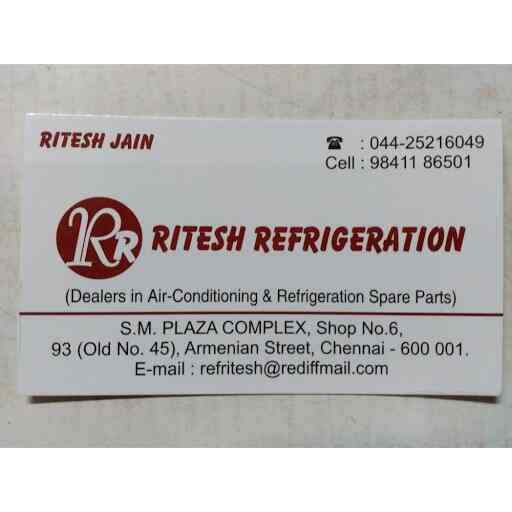 RITESH JAIN
☎ : 044-25216049
Cell : 98411 86501
RR RITESH REFRIGERATION
(Dealers in Air-Conditioning & Refrigeration Spare Parts)
S.M. PLAZA COMPLEX, Shop No.6,
93 (Old No. 45), Armenian Street, Chennai - 600 001.
E-mail : refritesh@rediffmail.com